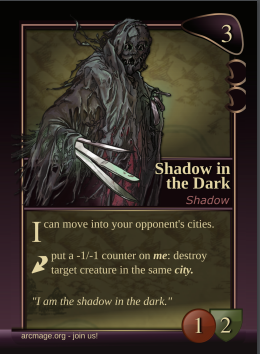 3
Shadow in
the Dark
Shadow
I can move into your opponent's cities.
put a -1/-1 counter on me: destroy
target creature in the same city.
"I am the shadow in the dark."
1 2
arcmage.org - join us!